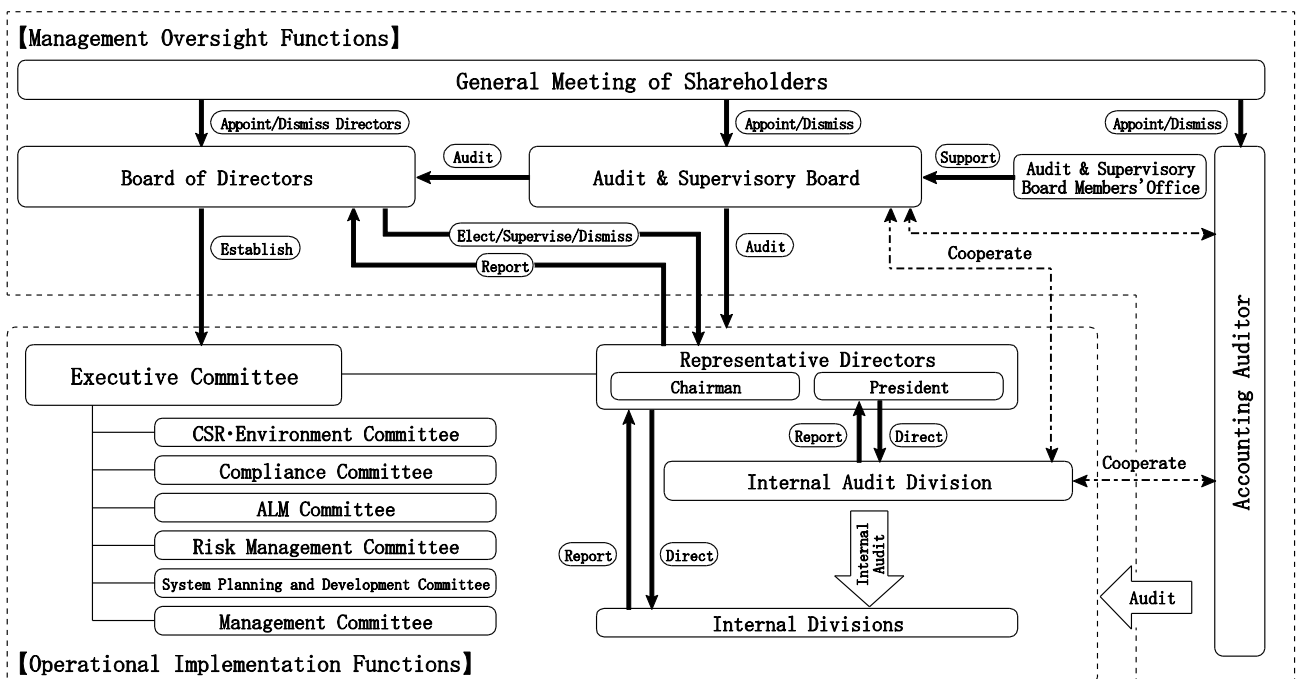 【Management Oversight Functions】
General Meeting of Shareholders
Appoint/Dismiss Directors
Appoint/Dismiss
Appoint/Dismiss
Board of Directors
Audit
Audit & Supervisory Board
Support
Audit & Supervisory
Board Members' Office
Establish
Elect/Supervise/Dismiss
Report
Audit
Cooperate
Accounting Auditor
Executive Committee
Representative Directors
Chairman
President
CSR・Environment Committee
Compliance Committee
ALM Committee
Risk Management Committee
System Planning and Development Committee
Management Committee
Report
Direct
Cooperate
Internal Audit Division
Report
Direct
Internal
Audit
Audit
Internal Divisions
【Operational Implementation Functions】